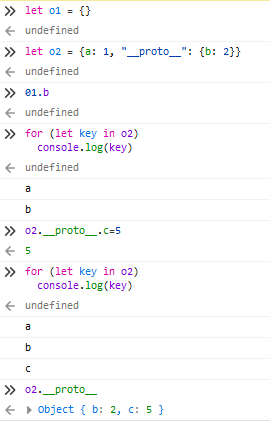 let o1 = {}
undefined
let o2 = {a: 1, "__proto__": {b: 2}}
undefined
01.b
undefined
for (let key in o2)
  console.log(key)
undefined
a
b
o2.__proto__.c=5
5
for (let key in o2)
  console.log(key)
undefined
a
b
c
o2.__proto__
Object { b: 2, c: 5 }